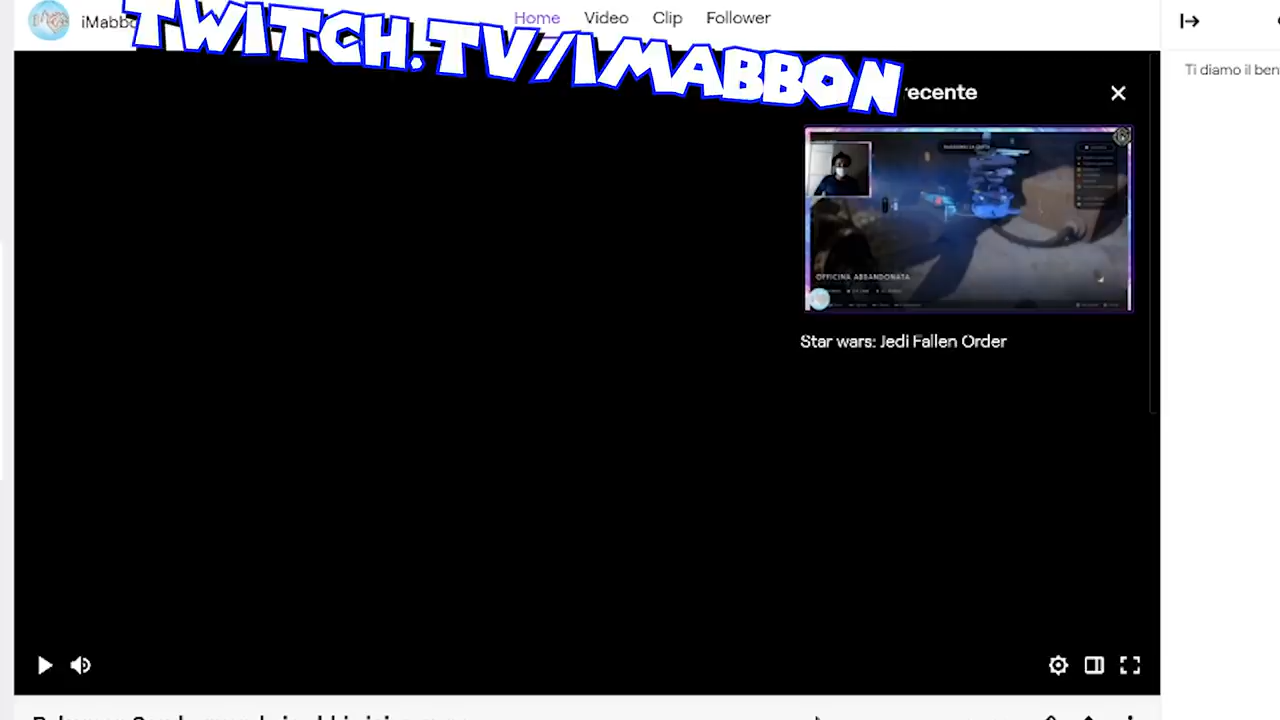 iMabbo
Home Video Clip Follower
TWITCH.TV/IMABBON
recente
Ti diamo il ben
OFFICINA ABBANDONATA
Star wars: Jedi Fallen Order